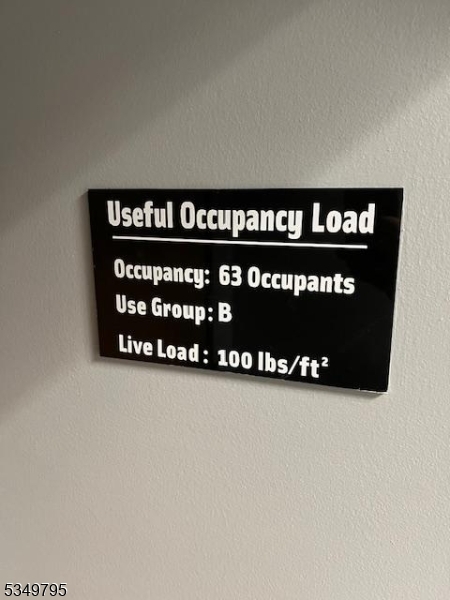 Useful Occupancy Load
Occupancy: 63 Occupants
Use Group: B
Live Load : 100 lbs/ft²
5349795